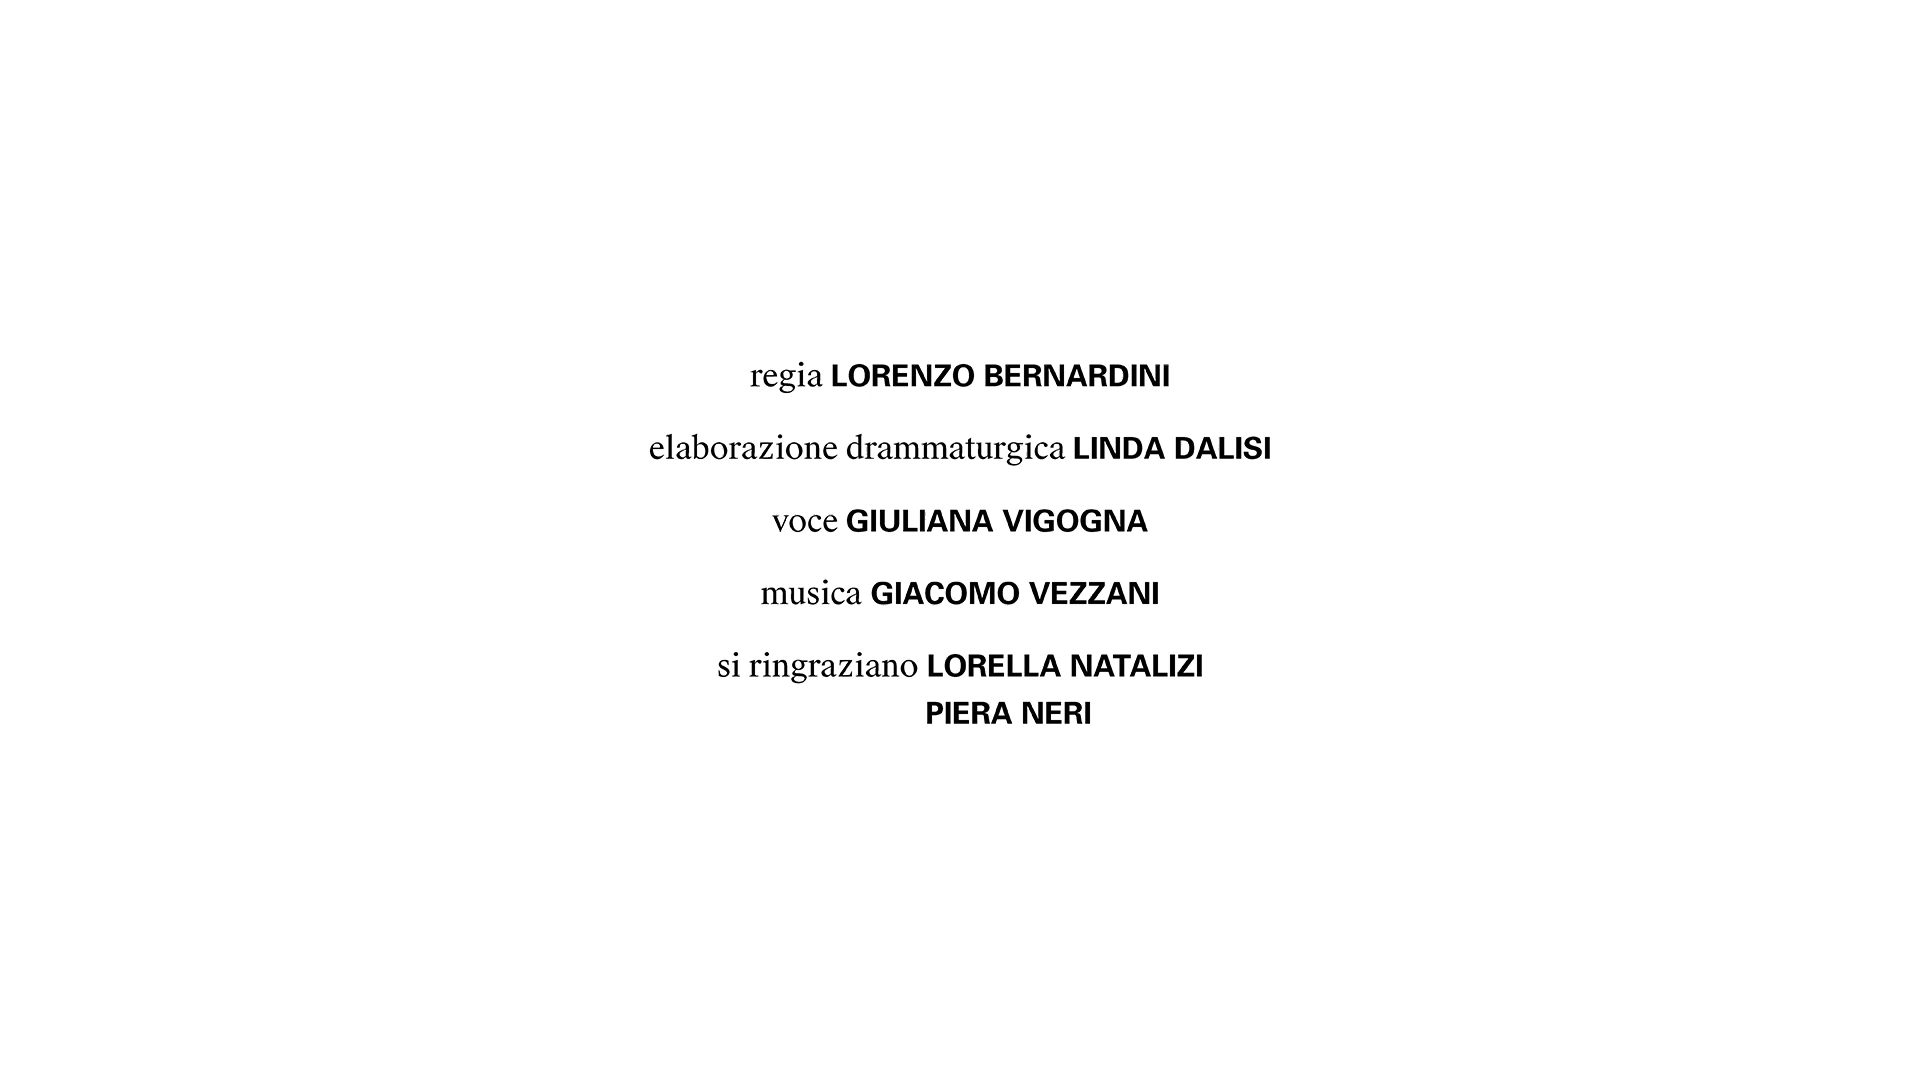 regia LORENZO BERNARDINI
elaborazione drammaturgica LINDA DALISI
voce GIULIANA VIGOGNA
musica GIACOMO VEZZANI
si ringraziano LORELLA NATALIZI
PIERA NERI